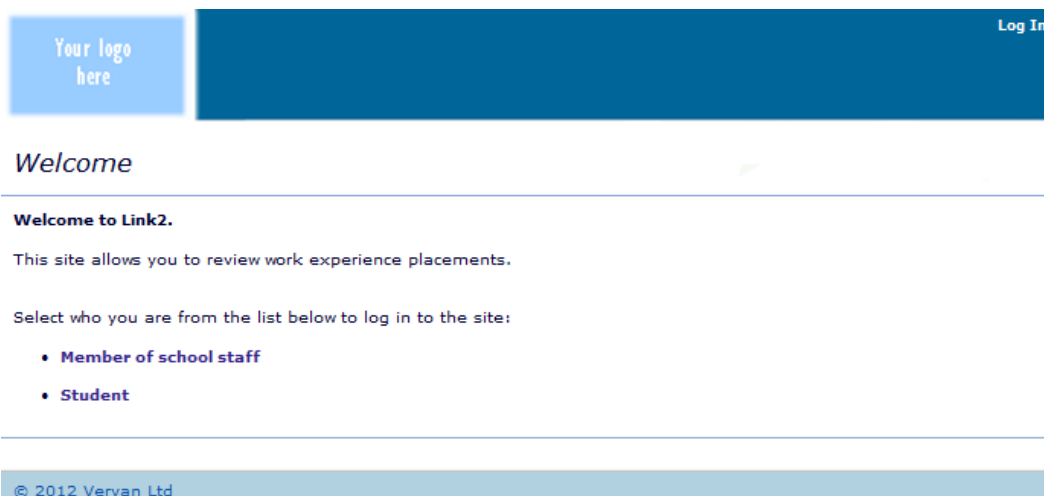 Your logo
here
Log In
Welcome
Welcome to Link2.
This site allows you to review work experience placements.
Select who you are from the list below to log in to the site:
• Member of school staff
• Student
© 2012 Vervan Ltd